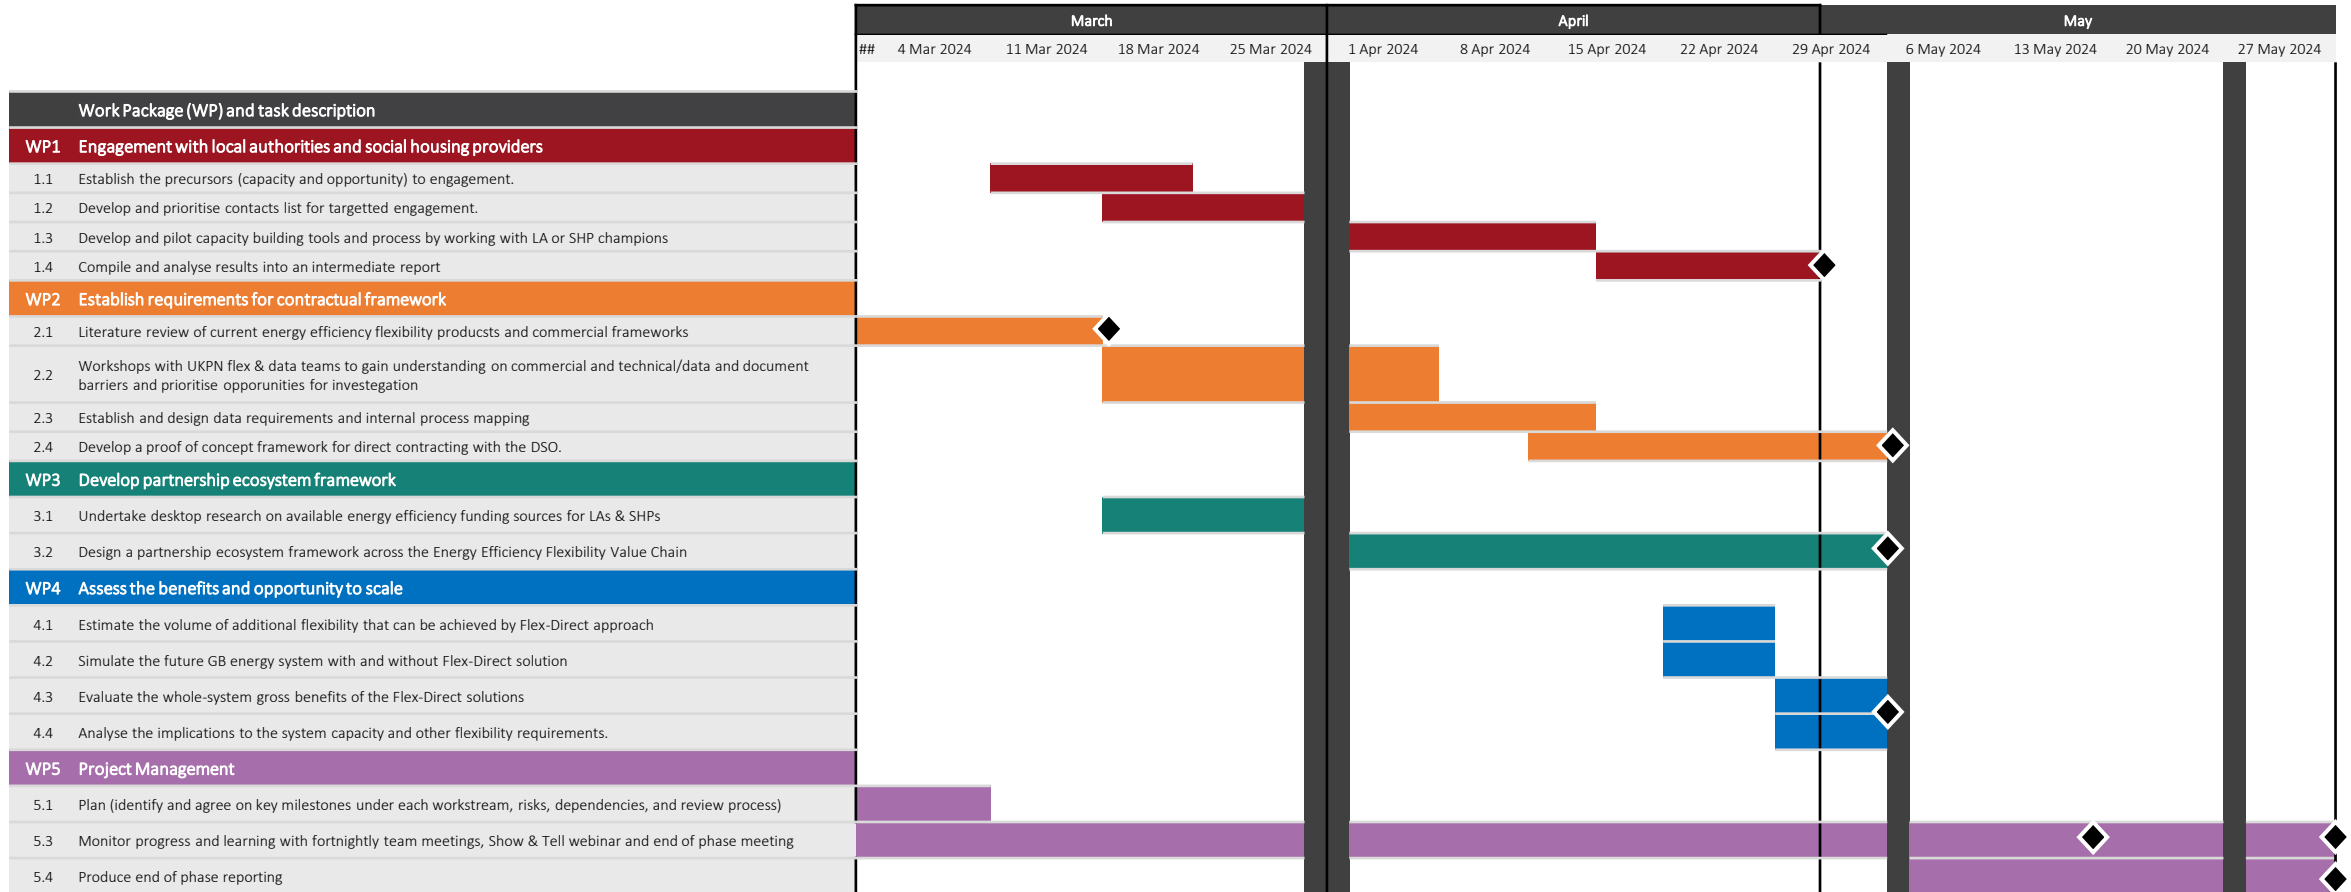 March April May
## 4 Mar 2024 11 Mar 2024 18 Mar 2024 25 Mar 2024 1 Apr 2024 8 Apr 2024 15 Apr 2024 22 Apr 2024 29 Apr 2024 6 May 2024 13 May 2024 20 May 2024 27 May 2024
Work Package (WP) and task description
WP1 Engagement with local authorities and social housing providers
1.1 Establish the precursors (capacity and opportunity) to engagement.
1.2 Develop and prioritise contacts list for targetted engagement.
1.3 Develop and pilot capacity building tools and process by working with LA or SHP champions
1.4 Compile and analyse results into an intermediate report
WP2 Establish requirements for contractual framework
2.1 Literature review of current energy efficiency flexibility producsts and commercial frameworks
2.2 Workshops with UKPN flex & data teams to gain understanding on commercial and technical/data and document
barriers and prioritise opporunities for investegation
2.3 Establish and design data requirements and internal process mapping
2.4 Develop a proof of concept framework for direct contracting with the DSO.
WP3 Develop partnership ecosystem framework
3.1 Undertake desktop research on available energy efficiency funding sources for LAs & SHPs
3.2 Design a partnership ecosystem framework across the Energy Efficiency Flexibility Value Chain
WP4 Assess the benefits and opportunity to scale
4.1 Estimate the volume of additional flexibility that can be achieved by Flex-Direct approach
4.2 Simulate the future GB energy system with and without Flex-Direct solution
4.3 Evaluate the whole-system gross benefits of the Flex-Direct solutions
4.4 Analyse the implications to the system capacity and other flexibility requirements.
WP5 Project Management
5.1 Plan (identify and agree on key milestones under each workstream, risks, dependencies, and review process)
5.3 Monitor progress and learning with fortnightly team meetings, Show & Tell webinar and end of phase meeting
5.4 Produce end of phase reporting